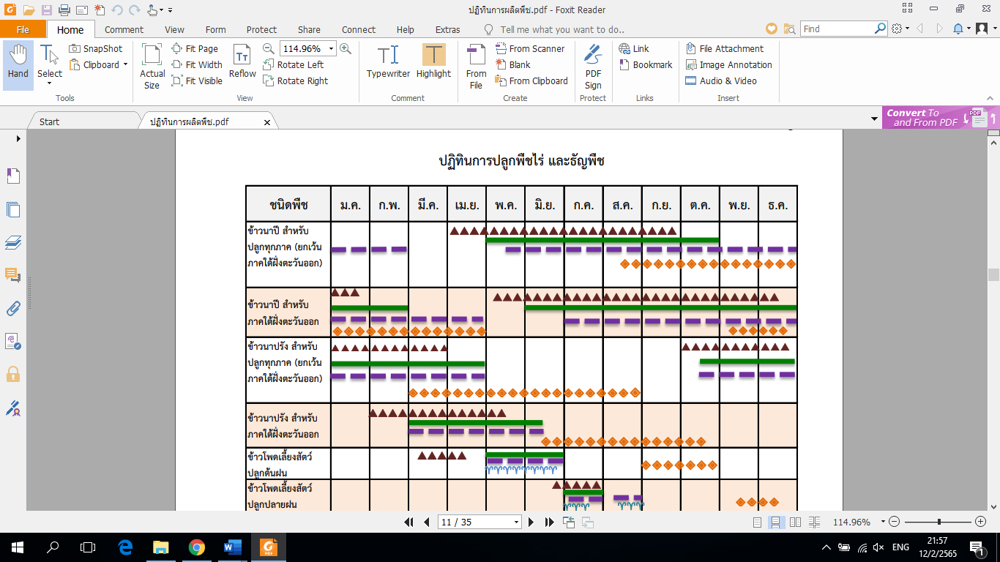 ปฏิทินการผลิตพืช.pdf - Foxit Reader
File Home Comment View Form Protect Share Connect Help Extras Tell me what you want to do.. Find
Hand
Select
SnapShot
Clipboard
Tools
Actual Size
Fit Page
Fit Width
Fit Visible
Reflow
114.96%
Rotate Left
Rotate Right
View
Typewriter
Highlight
Comment
From File
From Scanner
Blank
From Clipboard
Create
PDF Sign
Protect
Link
Bookmark
Links
File Attachment
Image Annotation
Audio & Video
Insert
Start
ปฏิทินการผลิตพืช.pdf
Convert To
and From PDF
PDF
ปฏิทินการปลูกพืชไร่ และธัญพืช
ชนิดพืช ม.ค. ก.พ. มี.ค. เม.ย. พ.ค. มิ.ย. ก.ค. ส.ค. ก.ย. ต.ค. พ.ย. ธ.ค.
ข้าวนาปี สำหรับ
ปลูกทุกภาค (ยกเว้น
ภาคใต้ฝั่งตะวันออก)
ข้าวนาปี สำหรับ
ภาคใต้ฝั่งตะวันออก
ข้าวนาปรัง สำหรับ
ปลูกทุกภาค (ยกเว้น
ภาคใต้ฝั่งตะวันออก)
ข้าวนาปรัง สำหรับ
ภาคใต้ฝั่งตะวันออก
ข้าวโพดเลี้ยงสัตว์
ปลูกต้นฝน
ข้าวโพดเลี้ยงสัตว์
ปลูกปลายฝน
11 / 35
114.96%
ENG
21:57
12/2/2565
1